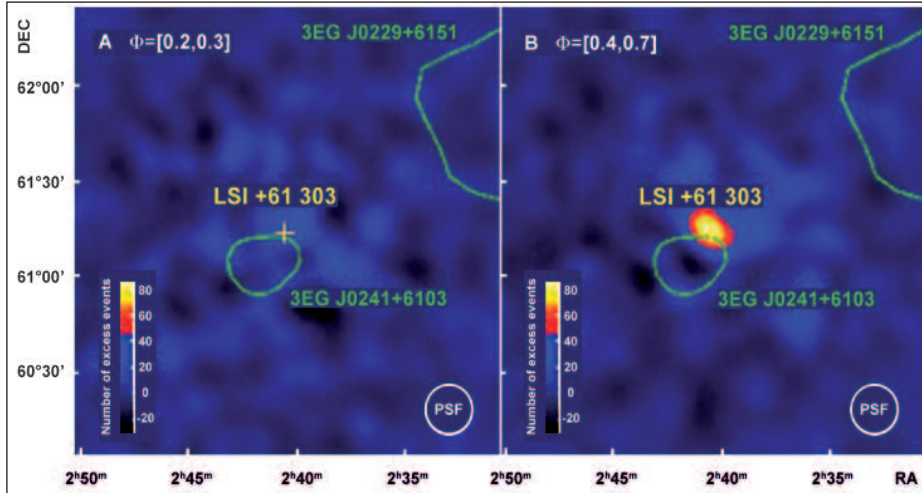 DEC
A Φ=[0.2,0.3]
3EG J0229+6151
62°00'
61°30'
LSI +61 303
61°00'
3EG J0241+6103
Number of excess events
80
60
40
20
0
-20
60°30'
PSF
2ʰ50ᵐ 2ʰ45ᵐ 2ʰ40ᵐ 2ʰ35ᵐ
B Φ=[0.4,0.7]
3EG J0229+6151
LSI +61 303
3EG J0241+6103
Number of excess events
80
60
40
20
0
-20
PSF
2ʰ50ᵐ 2ʰ45ᵐ 2ʰ40ᵐ 2ʰ35ᵐ RA